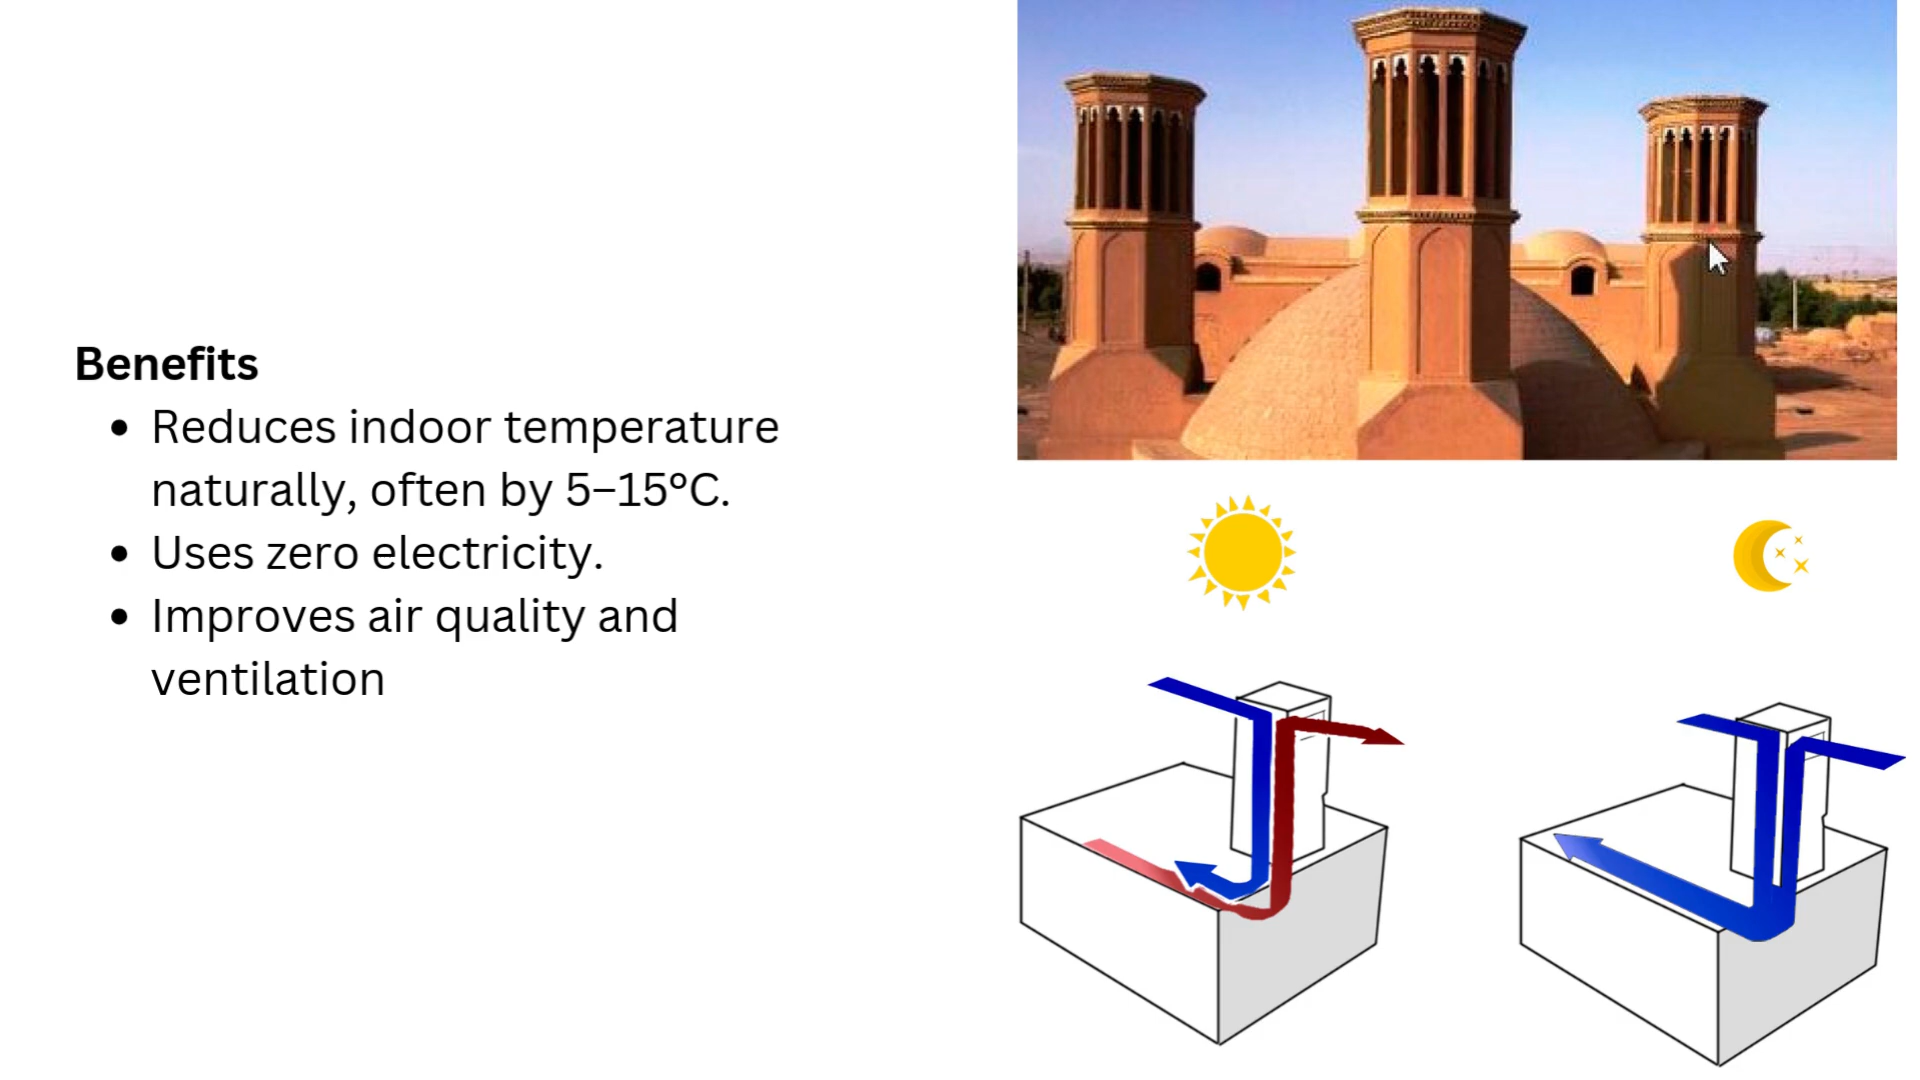 Benefits
• Reduces indoor temperature
naturally, often by 5–15°C.
• Uses zero electricity.
• Improves air quality and
ventilation